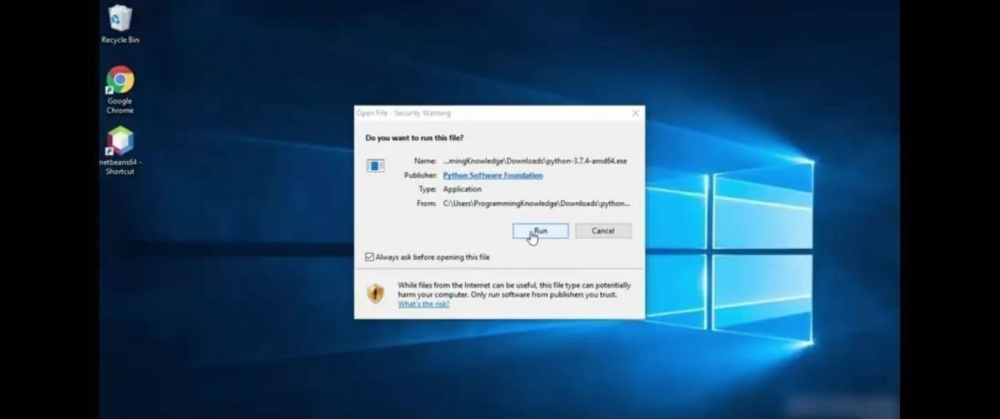 Recycle Bin
Google
Chrome
netbeans64 -
Shortcut
Open File - Security Warning
Do you want to run this file?
Name: ...mingKnowledge\Downloads\python-3.7.4-amd64.exe
Publisher: Python Software Foundation
Type: Application
From: C:\Users\ProgrammingKnowledge\Downloads\python...
Run Cancel
Always ask before opening this file
While files from the Internet can be useful, this file type can potentially
harm your computer. Only run software from publishers you trust.
What's the risk?